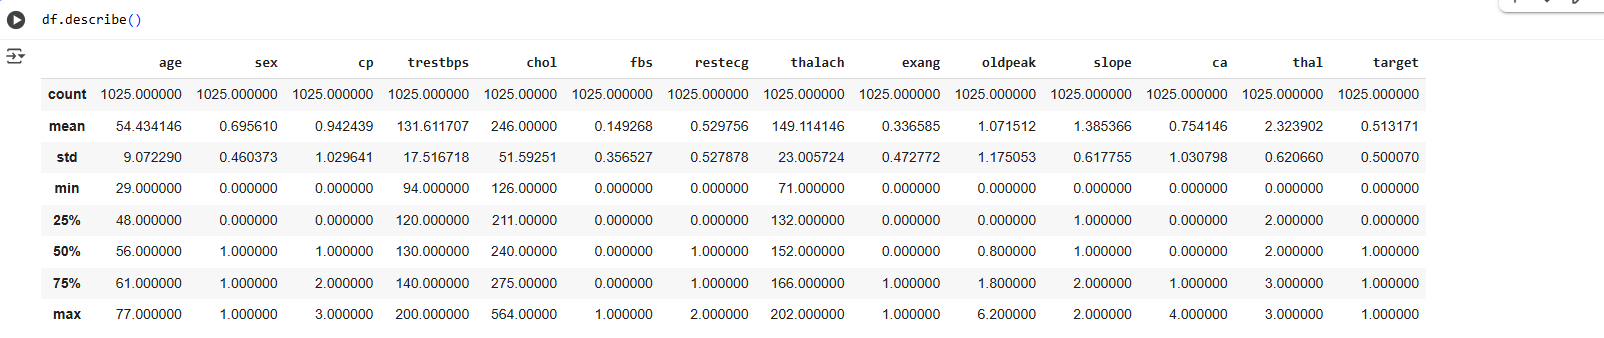 df.describe()
age sex cp trestbps chol fbs restecg thalach exang oldpeak slope ca thal target
count 1025.000000 1025.000000 1025.000000 1025.000000 1025.00000 1025.000000 1025.000000 1025.000000 1025.000000 1025.000000 1025.000000 1025.000000 1025.000000 1025.000000
mean 54.434146 0.695610 0.942439 131.611707 246.00000 0.149268 0.529756 149.114146 0.336585 1.071512 1.385366 0.754146 2.323902 0.513171
std 9.072290 0.460373 1.029641 17.516718 51.59251 0.356527 0.527878 23.005724 0.472772 1.175053 0.617755 1.030798 0.620660 0.500070
min 29.000000 0.000000 0.000000 94.000000 126.00000 0.000000 0.000000 71.000000 0.000000 0.000000 0.000000 0.000000 0.000000 0.000000
25% 48.000000 0.000000 0.000000 120.000000 211.00000 0.000000 0.000000 132.000000 0.000000 0.000000 1.000000 0.000000 2.000000 0.000000
50% 56.000000 1.000000 1.000000 130.000000 240.00000 0.000000 1.000000 152.000000 0.000000 0.800000 1.000000 0.000000 2.000000 1.000000
75% 61.000000 1.000000 2.000000 140.000000 275.00000 0.000000 1.000000 166.000000 1.000000 1.800000 2.000000 1.000000 3.000000 1.000000
max 77.000000 1.000000 3.000000 200.000000 564.00000 1.000000 2.000000 202.000000 1.000000 6.200000 2.000000 4.000000 3.000000 1.000000